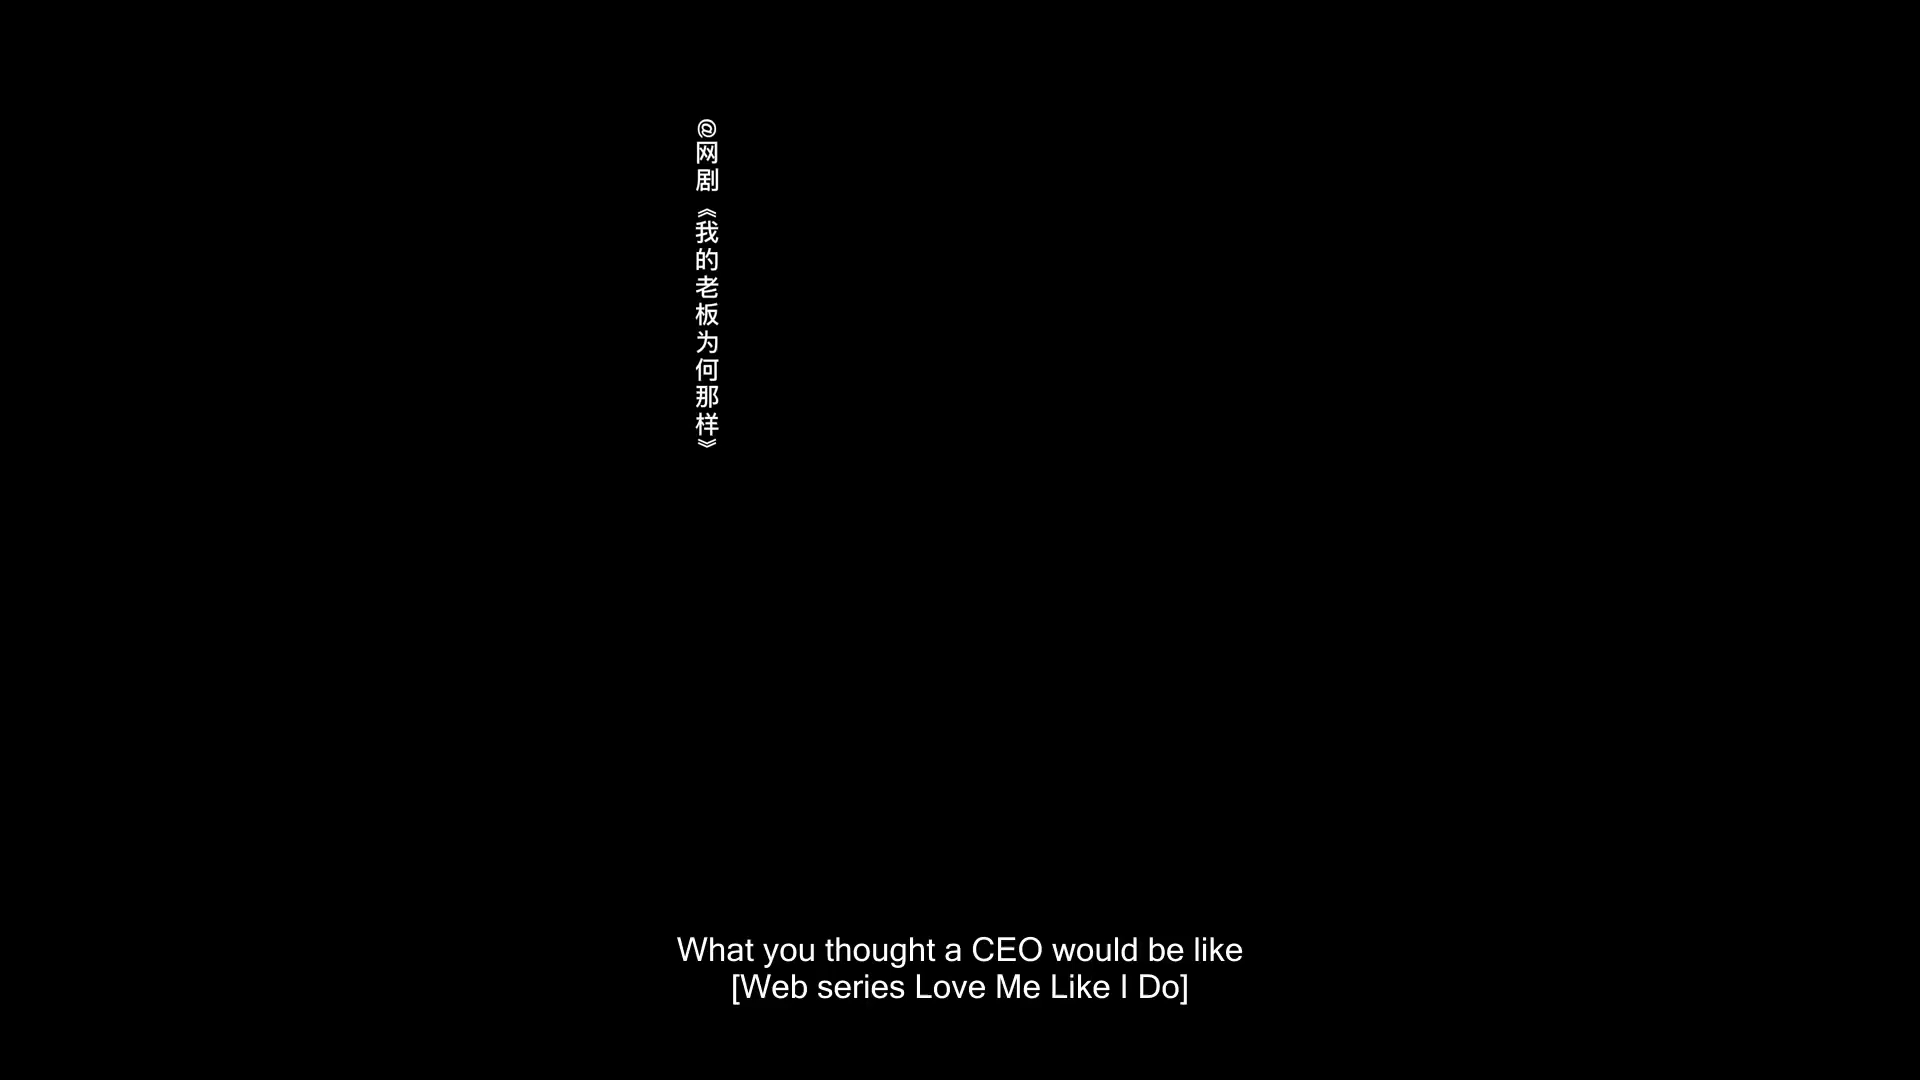 @网剧《我的老板为何那样》
What you thought a CEO would be like
[Web series Love Me Like I Do]